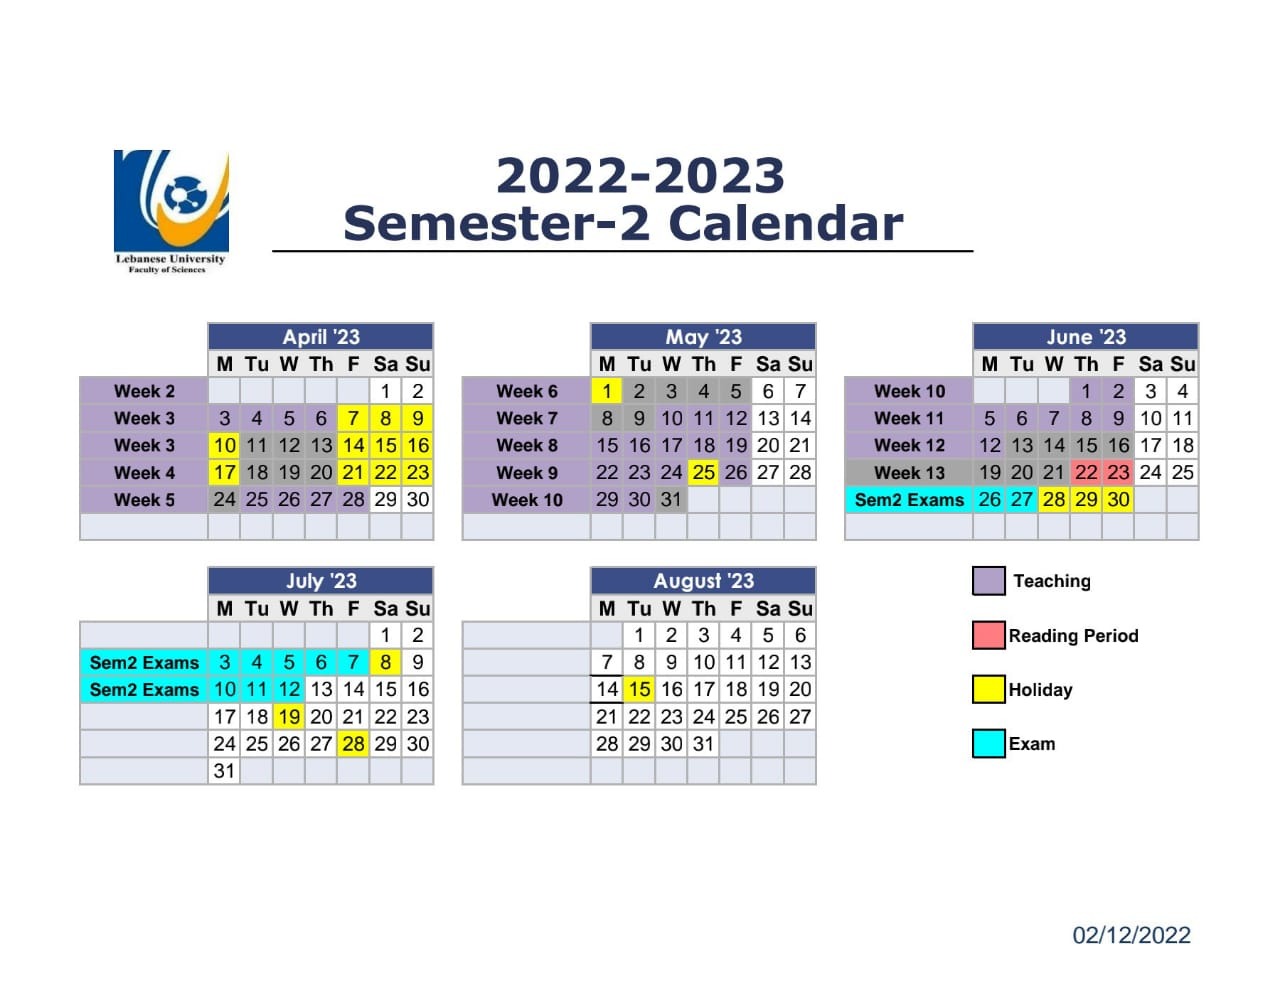 2022-2023
Semester-2 Calendar
Lebanese University
Faculty of Sciences
April '23
M Tu W Th F Sa Su
Week 2 1 2
Week 3 3 4 5 6 7 8 9
Week 3 10 11 12 13 14 15 16
Week 4 17 18 19 20 21 22 23
Week 5 24 25 26 27 28 29 30
May '23
M Tu W Th F Sa Su
Week 6 1 2 3 4 5 6 7
Week 7 8 9 10 11 12 13 14
Week 8 15 16 17 18 19 20 21
Week 9 22 23 24 25 26 27 28
Week 10 29 30 31
June '23
M Tu W Th F Sa Su
Week 10 1 2 3 4
Week 11 5 6 7 8 9 10 11
Week 12 12 13 14 15 16 17 18
Week 13 19 20 21 22 23 24 25
Sem2 Exams 26 27 28 29 30
July '23
M Tu W Th F Sa Su
1 2
Sem2 Exams 3 4 5 6 7 8 9
Sem2 Exams 10 11 12 13 14 15 16
17 18 19 20 21 22 23
24 25 26 27 28 29 30
31
August '23
M Tu W Th F Sa Su
1 2 3 4 5 6
7 8 9 10 11 12 13
14 15 16 17 18 19 20
21 22 23 24 25 26 27
28 29 30 31
Teaching
Reading Period
Holiday
Exam
02/12/2022